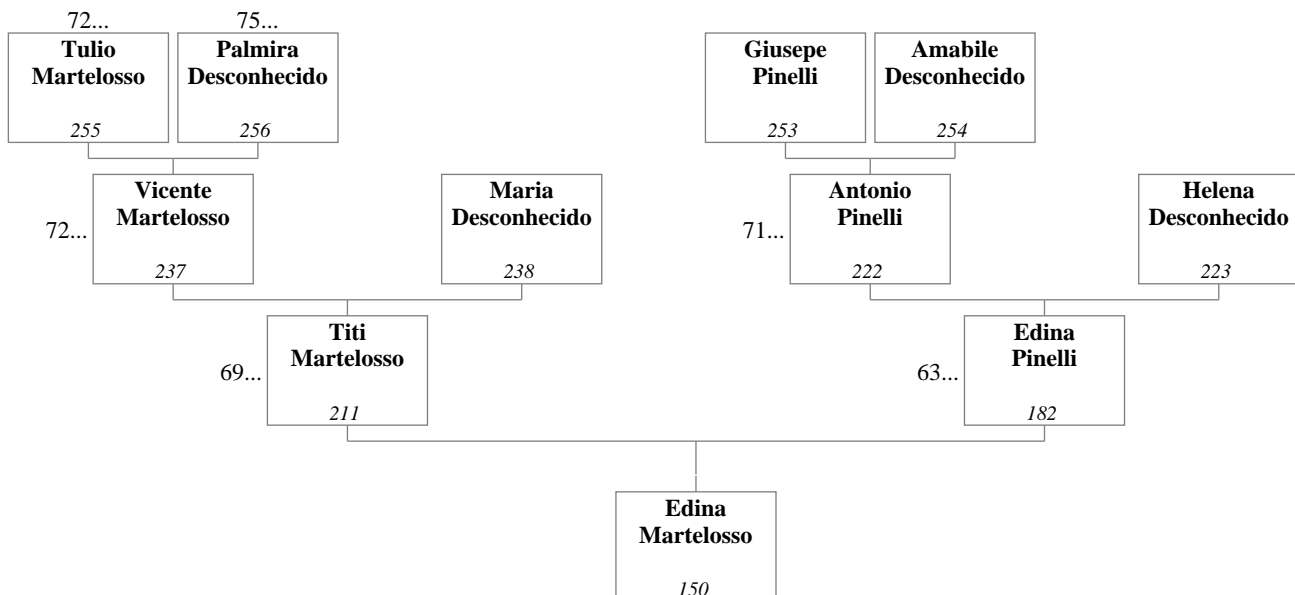 72...
75...
Tulio
Martelosso
255
Palmira
Desconhecido
256
Giusepe
Pinelli
253
Amabile
Desconhecido
254
72...
Vicente
Martelosso
237
Maria
Desconhecido
238
71...
Antonio
Pinelli
222
Helena
Desconhecido
223
69...
Titi
Martelosso
211
63...
Edina
Pinelli
182
Edina
Martelosso
150